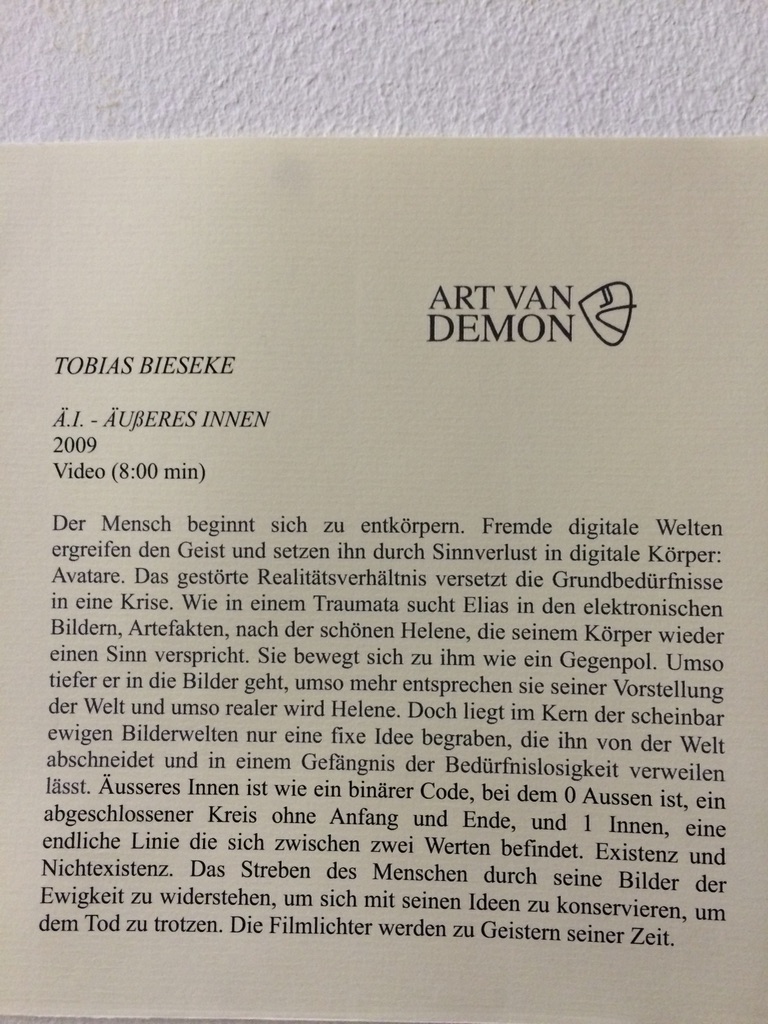 ART VAN
DEMON
TOBIAS BIESEKE
Ä.I. - ÄUßERES INNEN
2009
Video (8:00 min)
Der Mensch beginnt sich zu entkörpern. Fremde digitale Welten
ergreifen den Geist und setzen ihn durch Sinnverlust in digitale Körper:
Avatare. Das gestörte Realitätsverhältnis versetzt die Grundbedürfnisse
in eine Krise. Wie in einem Traumata sucht Elias in den elektronischen
Bildern, Artefakten, nach der schönen Helene, die seinem Körper wieder
einen Sinn verspricht. Sie bewegt sich zu ihm wie ein Gegenpol. Umso
tiefer er in die Bilder geht, umso mehr entsprechen sie seiner Vorstellung
der Welt und umso realer wird Helene. Doch liegt im Kern der scheinbar
ewigen Bilderwelten nur eine fixe Idee begraben, die ihn von der Welt
abschneidet und in einem Gefängnis der Bedürfnislosigkeit verweilen
lässt. Äusseres Innen ist wie ein binärer Code, bei dem 0 Aussen ist, ein
abgeschlossener Kreis ohne Anfang und Ende, und 1 Innen, eine
endliche Linie die sich zwischen zwei Werten befindet. Existenz und
Nichtexistenz. Das Streben des Menschen durch seine Bilder der
Ewigkeit zu widerstehen, um sich mit seinen Ideen zu konservieren, um
dem Tod zu trotzen. Die Filmlichter werden zu Geistern seiner Zeit.